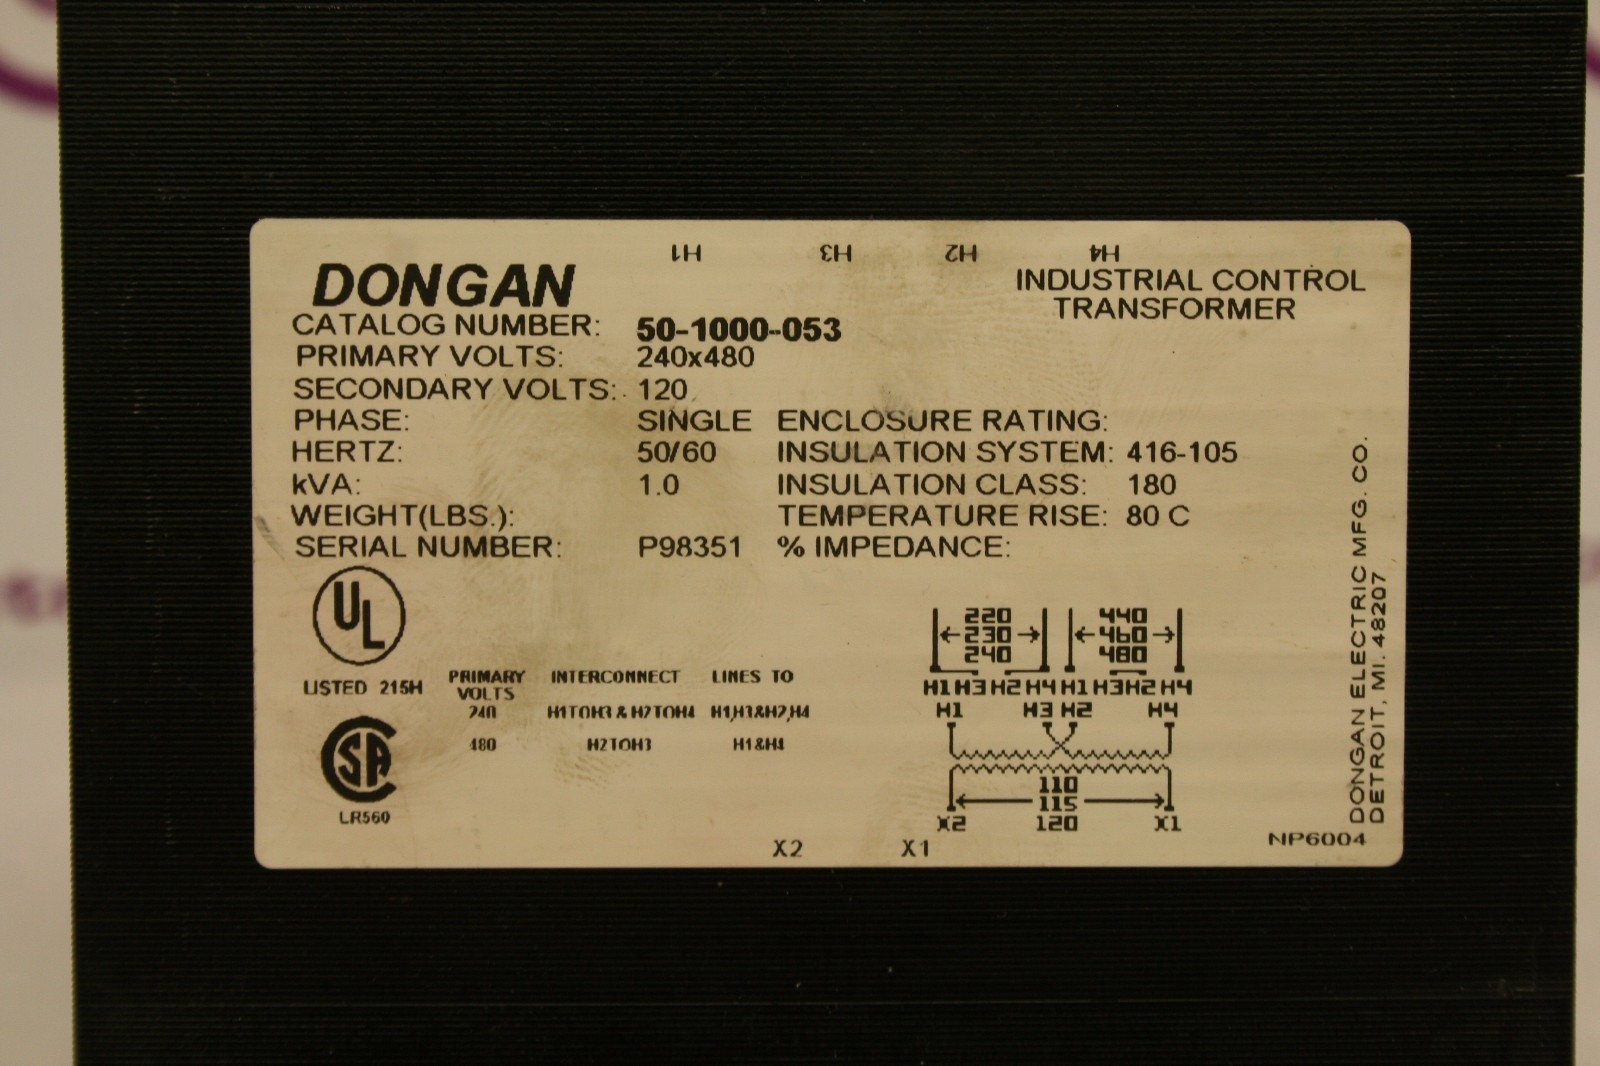 H1 H3 H2 H4
DONGAN
INDUSTRIAL CONTROL
TRANSFORMER
CATALOG NUMBER: 50-1000-053
PRIMARY VOLTS: 240x480
SECONDARY VOLTS: 120
PHASE: SINGLE ENCLOSURE RATING:
HERTZ: 50/60 INSULATION SYSTEM: 416-105
kVA: 1.0 INSULATION CLASS: 180
WEIGHT(LBS.): TEMPERATURE RISE: 80 C
SERIAL NUMBER: P98351 % IMPEDANCE:
UL
LISTED 215H
PRIMARY VOLTS INTERCONNECT LINES TO
240 H1TOH3 & H2TOH4 H1,H3&H2,H4
480 H2TOH3 H1&H4
SA
LR560
220 440
230 460
240 480
H1 H3 H2 H4 H1 H3 H2 H4
H1 H3 H2 H4
110
115
X2 120 X1
X2 X1
NP6004
DONGAN ELECTRIC MFG. CO.
DETROIT, MI. 48207